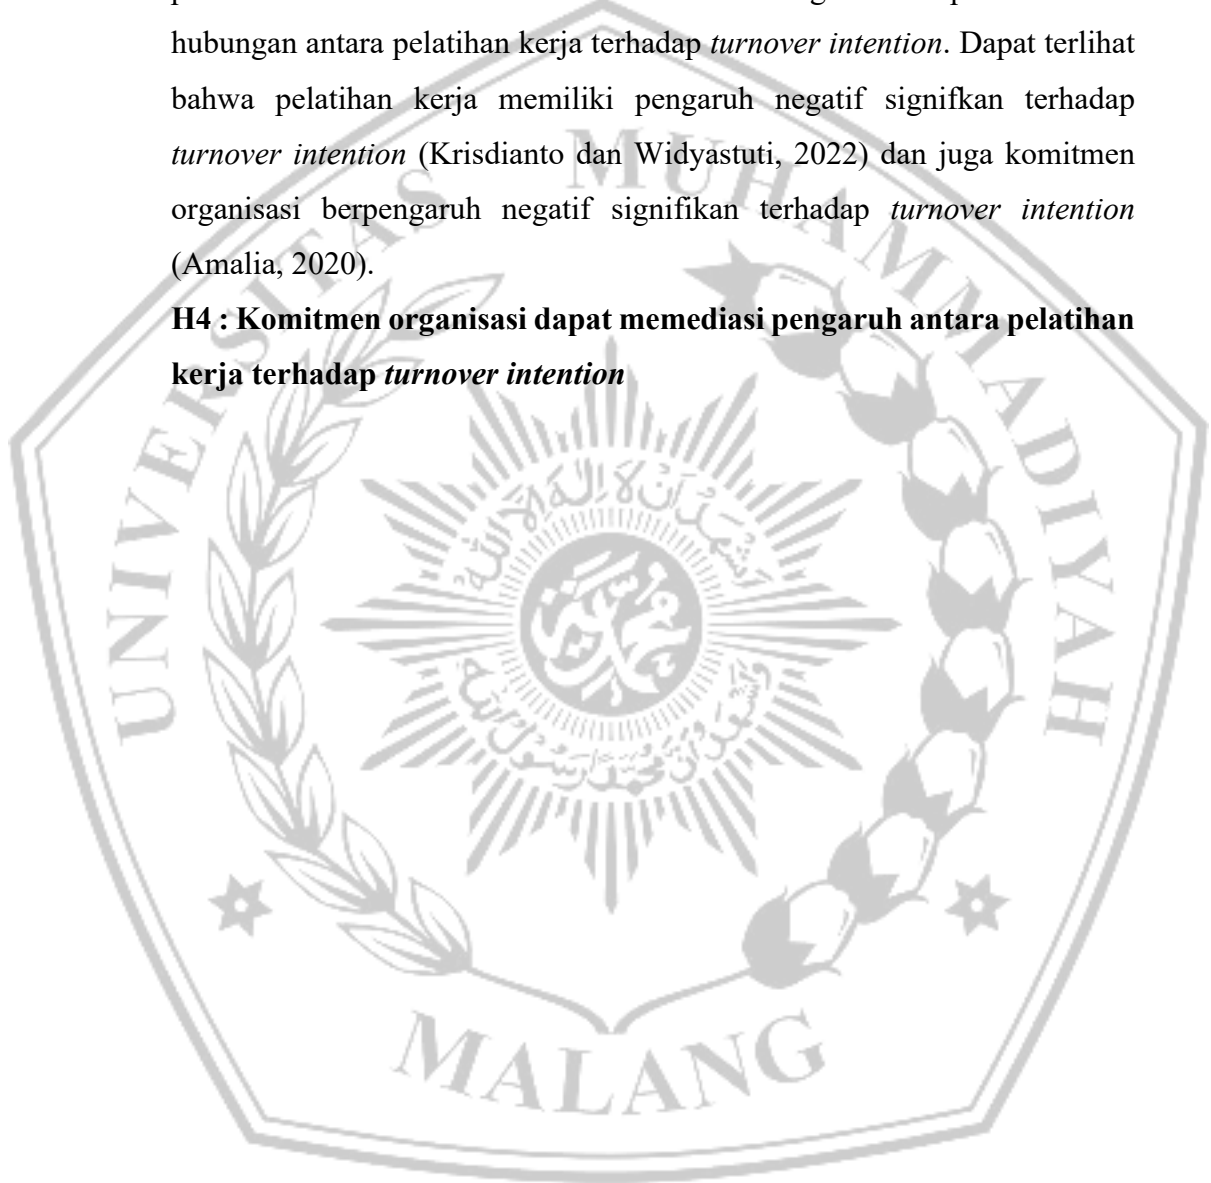 hubungan antara pelatihan kerja terhadap turnover intention. Dapat terlihat
bahwa pelatihan kerja memiliki pengaruh negatif signifkan terhadap
turnover intention (Krisdianto dan Widyastuti, 2022) dan juga komitmen
organisasi berpengaruh negatif signifikan terhadap turnover intention
(Amalia, 2020).
H4 : Komitmen organisasi dapat memediasi pengaruh antara pelatihan
kerja terhadap turnover intention
UNIVERSITAS MUHAMMADIYAH
MALANG